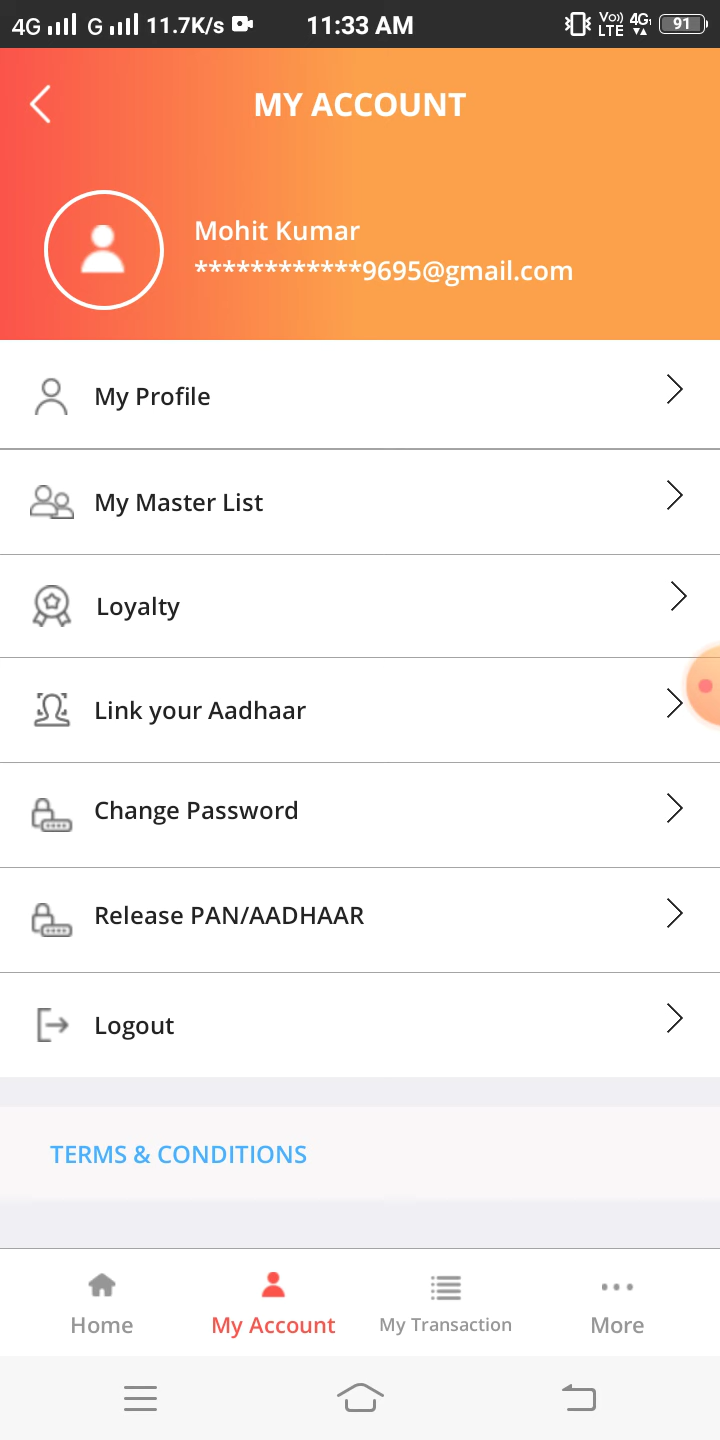 4G G 11.7K/s 11:33 AM Vo)) LTE 4G 91
MY ACCOUNT
Mohit Kumar
************9695@gmail.com
My Profile
My Master List
Loyalty
Link your Aadhaar
Change Password
Release PAN/AADHAAR
Logout
TERMS & CONDITIONS
Home My Account My Transaction More